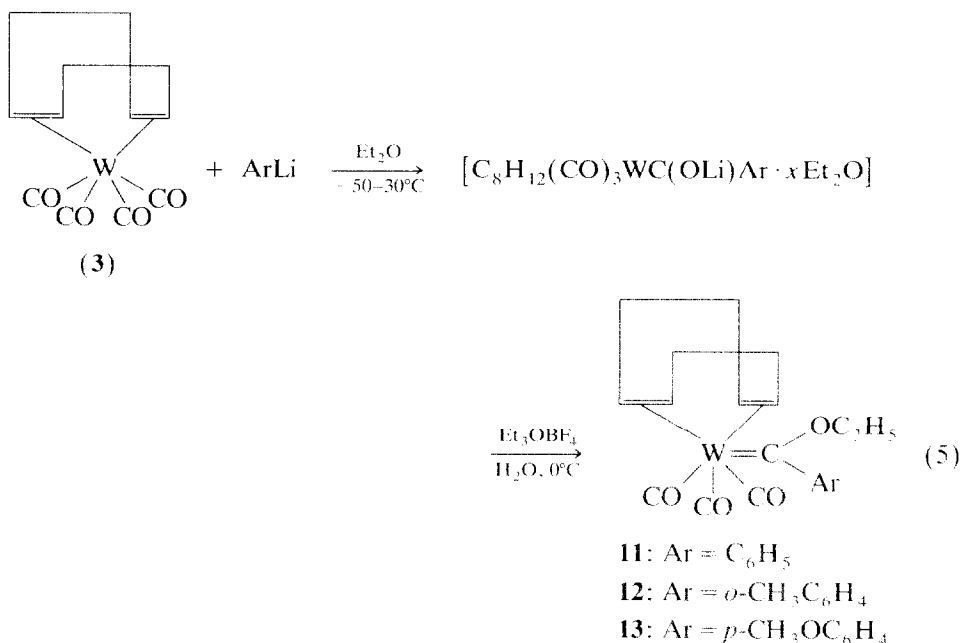 W + ArLi Et₂O [C₈H₁₂(CO)₃WC(OLi)Ar · xEt₂O]
- 50–30°C
CO CO CO CO
(3)
Et₃OBF₄ W=C OC₂H₅ (5)
H₂O, 0°C Ar
CO CO CO
11: Ar = C₆H₅
12: Ar = o-CH₃C₆H₄
13: Ar = p-CH₃OC₆H₄